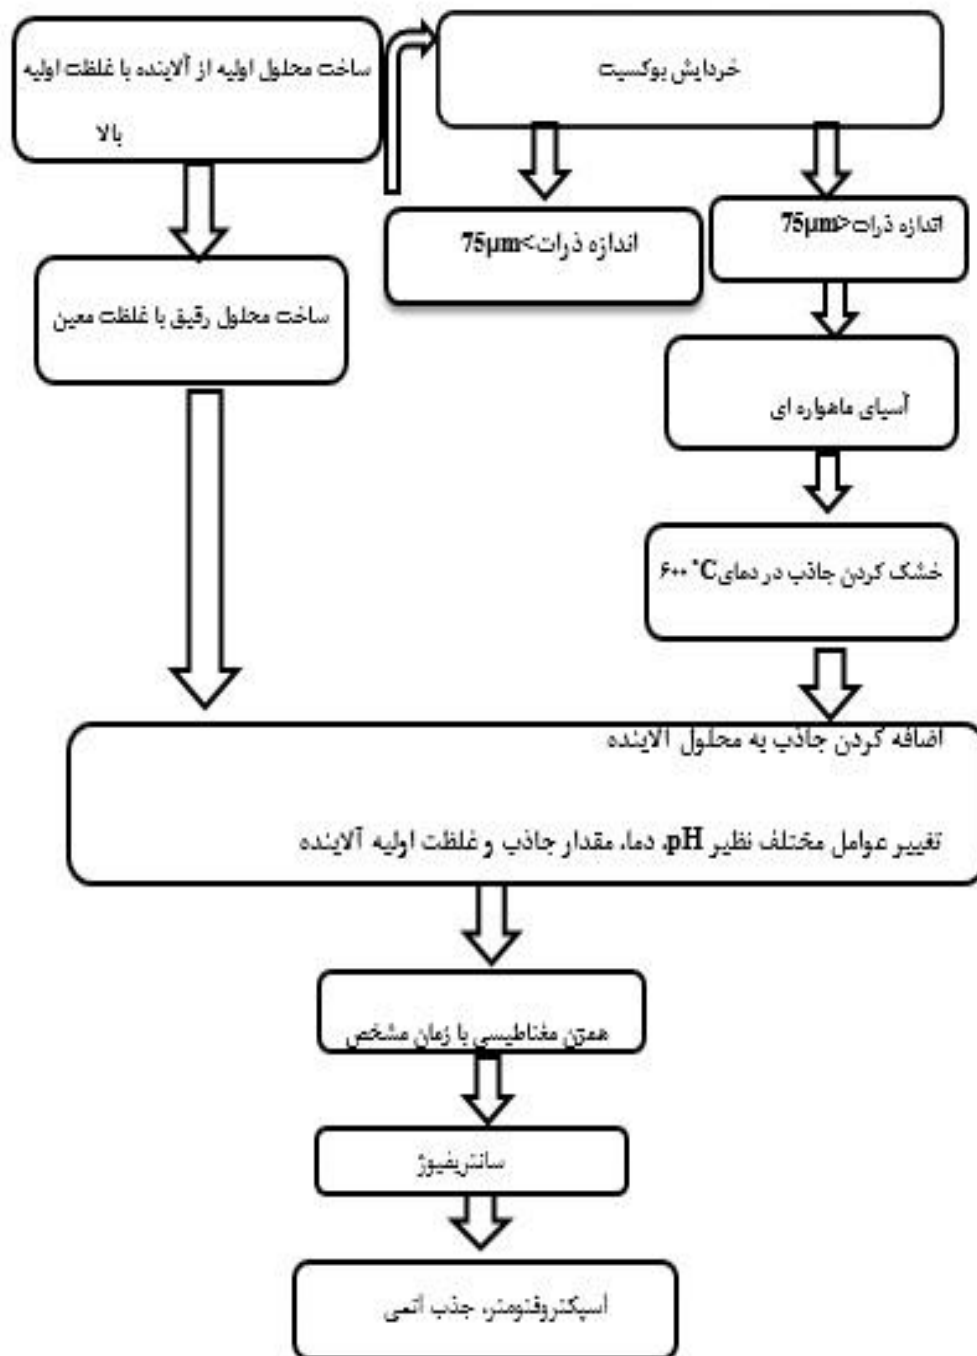 ساخت محلول اولیه از آلاینده با غلظت اولیه
بالا
خردایش بوکسیت
اندازه ذرات>75µm
اندازه ذرات<75µm
ساخت محلول رقیق با غلظت معین
آسیای ماهواره ای
خشک کردن جاذب در دمای۶۰۰ °C
اضافه کردن جاذب به محلول آلاینده
تغییر عوامل مختلف نظیر pH، دما، مقدار جاذب و غلظت اولیه آلاینده
همزن مغناطیسی با زمان مشخص
سانتریفیوژ
اسپکتروفتومتر، جذب اتمی